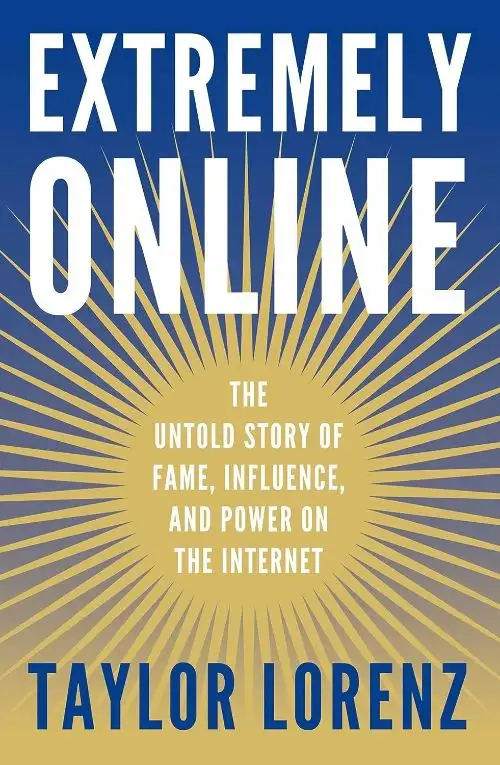 EXTREMELY
ONLINE
THE
UNTOLD STORY OF
FAME, INFLUENCE,
AND POWER ON
THE INTERNET
TAYLOR LORENZ